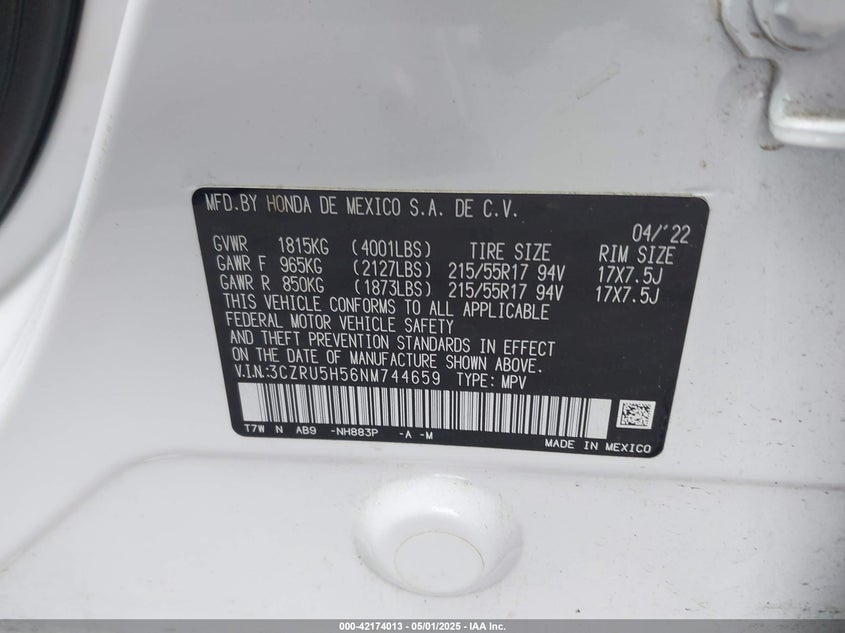 MFD.BY HONDA DE MEXICO S.A. DE C.V.
04/'22
GVWR 1815KG (4001LBS) TIRE SIZE RIM SIZE
GAWR F 965KG (2127LBS) 215/55R17 94V 17X7.5J
GAWR R 850KG (1873LBS) 215/55R17 94V 17X7.5J
THIS VEHICLE CONFORMS TO ALL APPLICABLE
FEDERAL MOTOR VEHICLE SAFETY
AND THEFT PREVENTION STANDARDS IN EFFECT
ON THE DATE OF MANUFACTURE SHOWN ABOVE.
V.I.N:3CZRU5H56NM744659 TYPE: MPV
T7W N AB9 -NH883P -A -M
MADE IN MEXICO
000-42174013 - 05/01/2025 - IAA Inc.